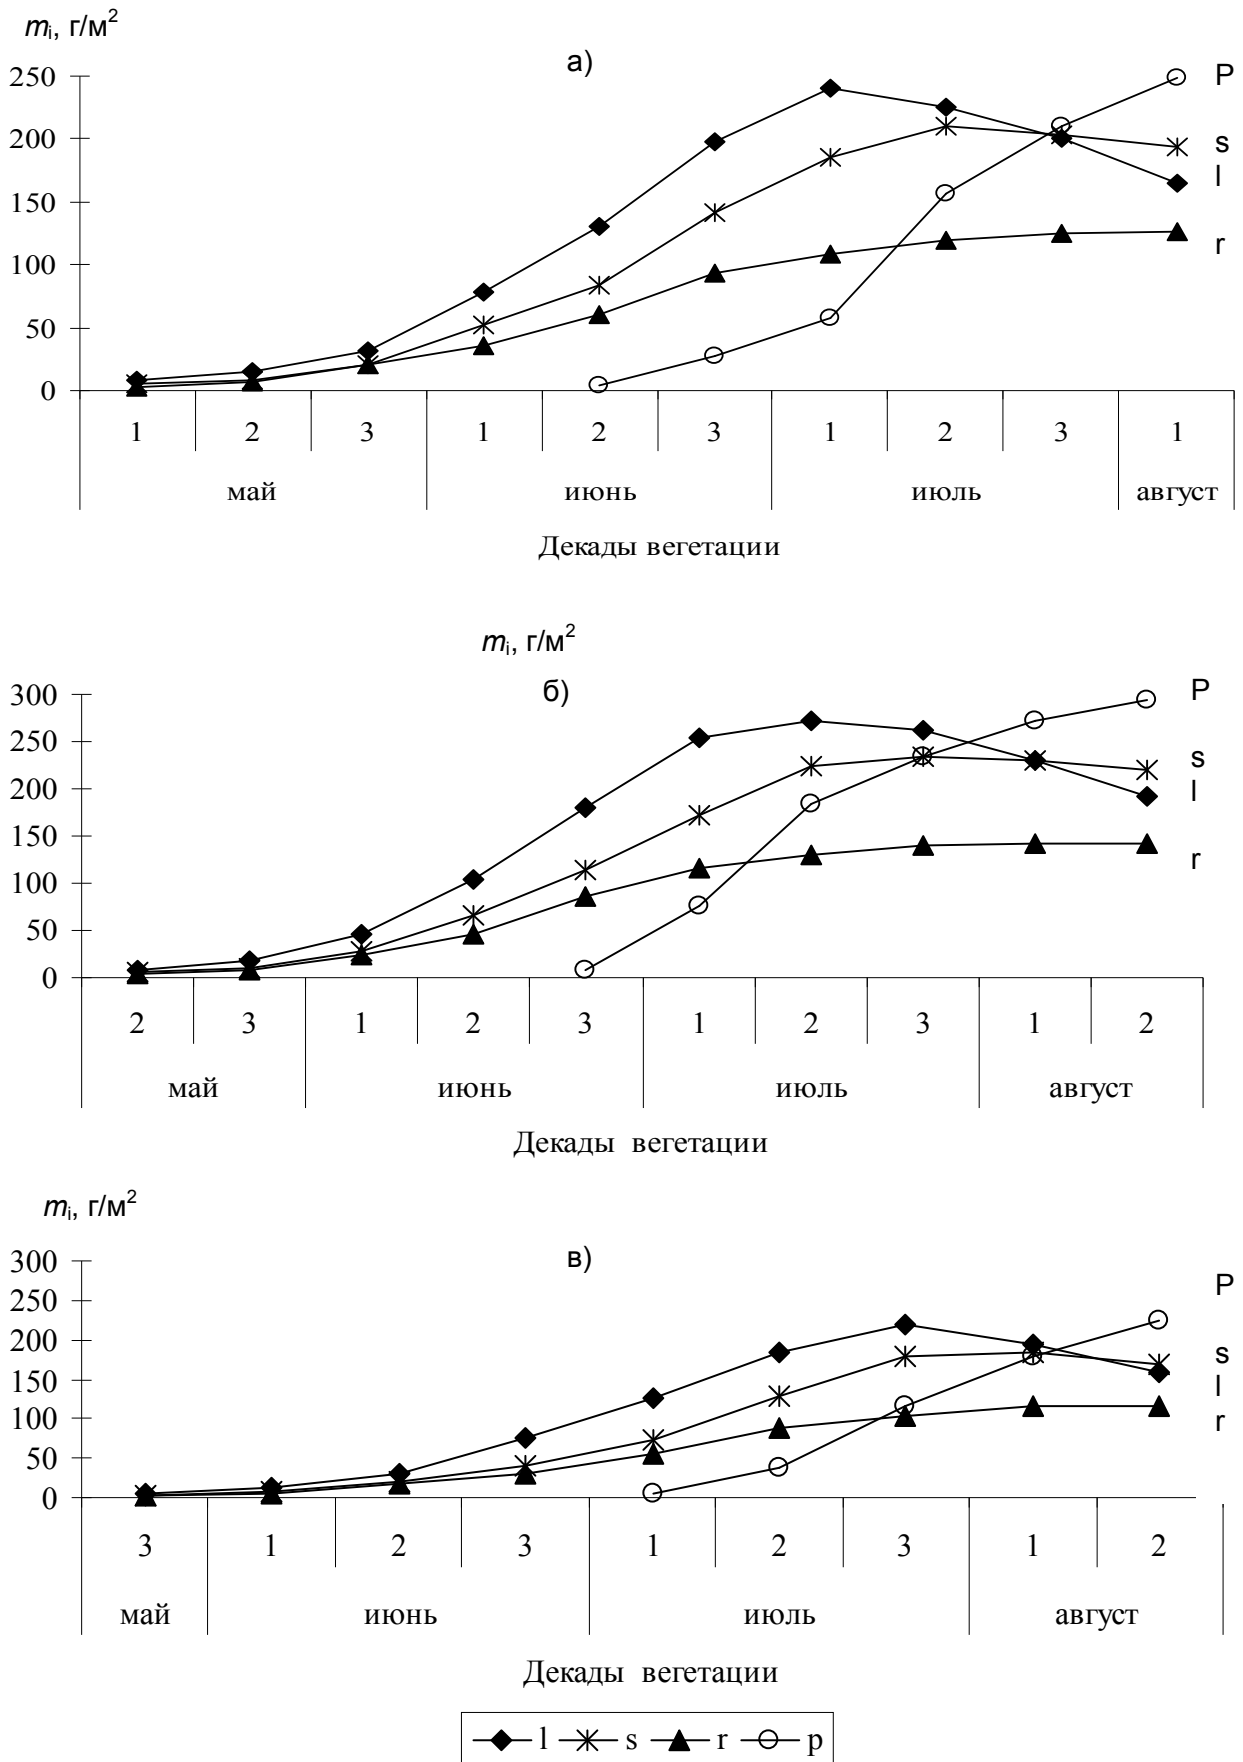 mi, г/м2
а)
250
200
150
100
50
0
P
s
l
r
1 2 3 1 2 3 1 2 3 1
май июнь июль август
Декады вегетации
mi, г/м2
б)
300
250
200
150
100
50
0
P
s
l
r
2 3 1 2 3 1 2 3 1 2
май июнь июль август
Декады вегетации
mi, г/м2
в)
300
250
200
150
100
50
0
P
s
l
r
3 1 2 3 1 2 3 1 2
май июнь июль август
Декады вегетации
l s r p